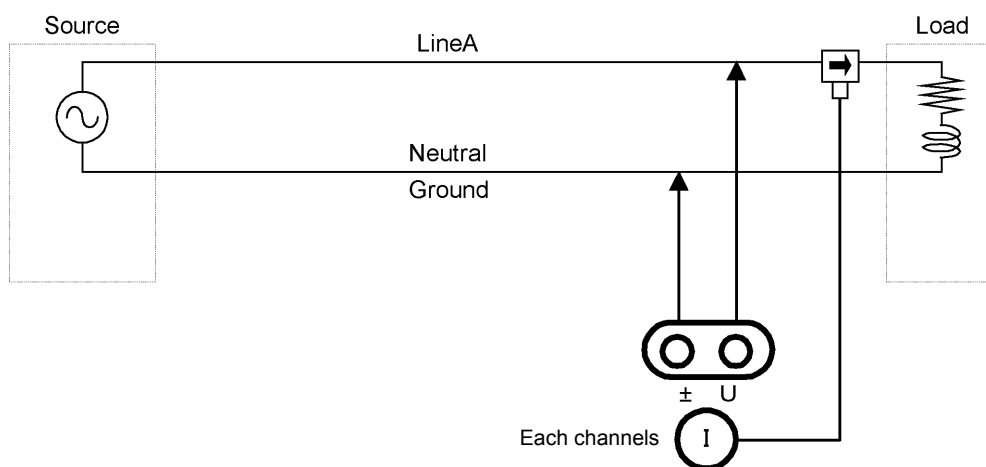 Source
Load
LineA
Neutral
Ground
± U
Each channels I